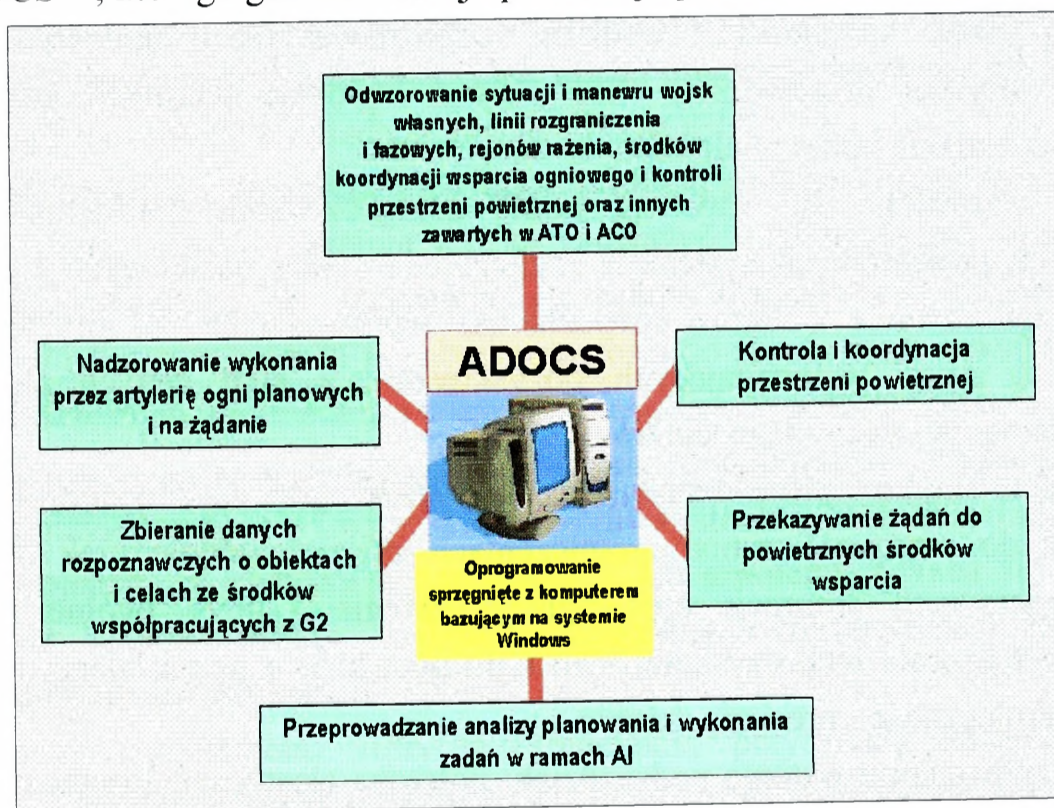 Odwzorowanie sytuacji i manewru wojsk
własnych, linii rozgraniczenia
i fazowych, rejonów rażenia, środków
koordynacji wsparcia ogniowego i kontroli
przestrzeni powietrznej oraz innych
zawartych w ATO i ACO
Nadzorowanie wykonania
przez artylerię ogni planowych
i na żądanie
ADOCS
Kontrola i koordynacja
przestrzeni powietrznej
Zbieranie danych
rozpoznawczych o obiektach
i celach ze środków
współpracujących z G2
Oprogramowanie
sprzęgnięte z komputerem
bazującym na systemie
Windows
Przekazywanie żądań do
powietrznych środków
wsparcia
Przeprowadzanie analizy planowania i wykonania
zadań w ramach AI